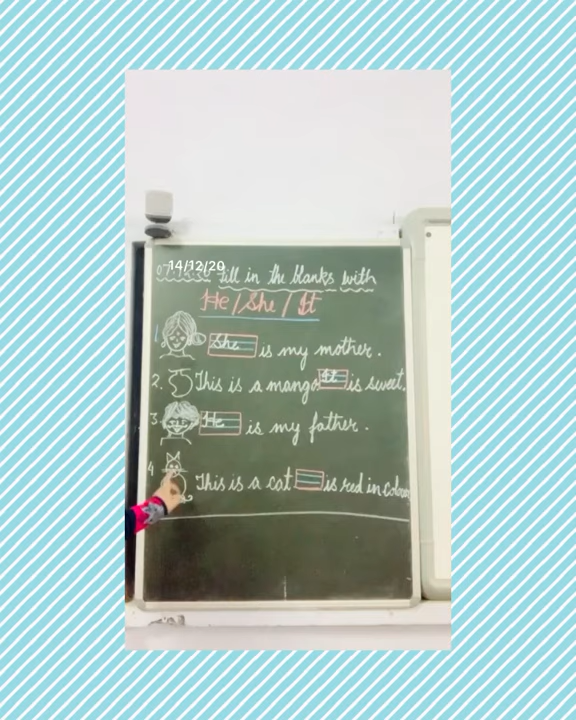 14/12/20 Fill in the blanks with
He / She / It
1 She is my mother.
2. This is a mango It is sweet.
3 He is my father.
4 This is a cat is red in colour